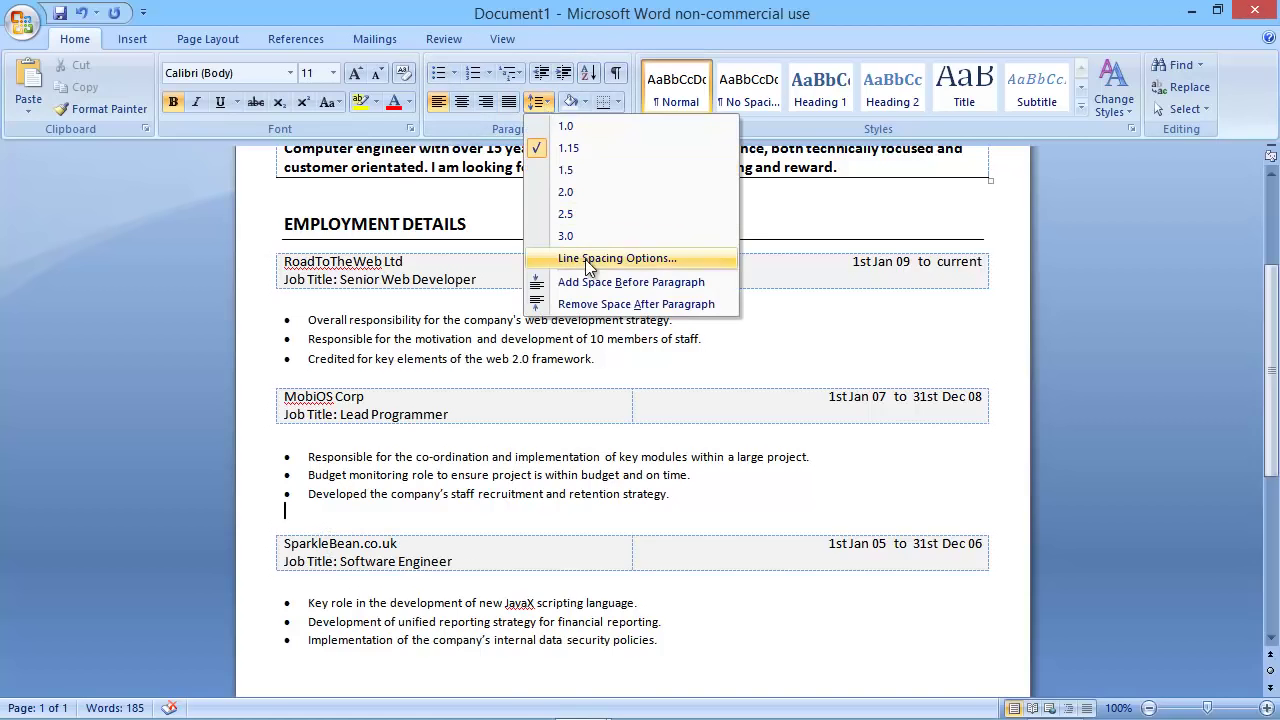 Document1 - Microsoft Word non-commercial use
Home Insert Page Layout References Mailings Review View
Paste
Cut
Copy
Format Painter
Clipboard
Calibri (Body) 11
B I U abc X₂ X² Aa
ab A
Font
AaBbCcDc
¶ Normal
AaBbCcDc
¶ No Spaci...
AaBbCc
Heading 1
AaBbCc
Heading 2
AaB
Title
AaBbCc.
Subtitle
Change
Styles
Styles
Find
Replace
Select
Editing
1.0
1.15
1.5
2.0
2.5
3.0
Line Spacing Options...
Add Space Before Paragraph
Remove Space After Paragraph
Computer engineer with over 15 , both technically focused and
customer orientated. I am looking and reward.
EMPLOYMENT DETAILS
RoadToTheWeb Ltd 1st Jan 09 to current
Job Title: Senior Web Developer
• Overall responsibility for the company's web development strategy.
• Responsible for the motivation and development of 10 members of staff.
• Credited for key elements of the web 2.0 framework.
MobiOS Corp 1st Jan 07 to 31st Dec 08
Job Title: Lead Programmer
• Responsible for the co-ordination and implementation of key modules within a large project.
• Budget monitoring role to ensure project is within budget and on time.
• Developed the company’s staff recruitment and retention strategy.
SparkleBean.co.uk 1st Jan 05 to 31st Dec 06
Job Title: Software Engineer
• Key role in the development of new JavaX scripting language.
• Development of unified reporting strategy for financial reporting.
• Implementation of the company’s internal data security policies.
Page: 1 of 1 Words: 185 100%